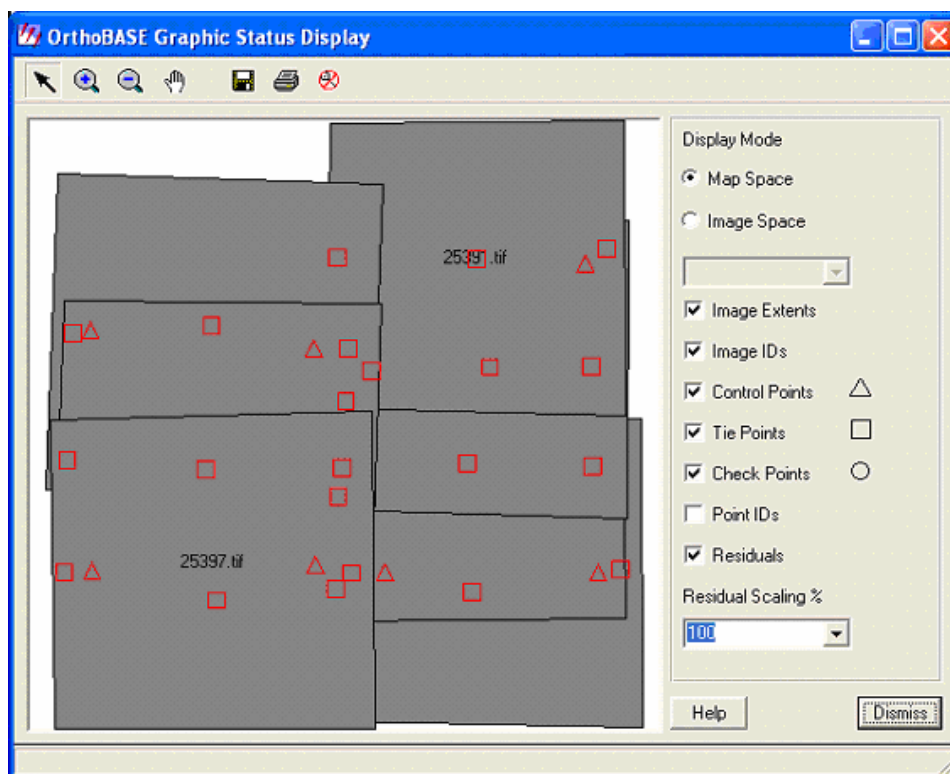 OrthoBASE Graphic Status Display
Display Mode
Map Space
Image Space
Image Extents
Image IDs
Control Points
Tie Points
Check Points
Point IDs
Residuals
Residual Scaling %
100
Help
Dismiss
25397.tif